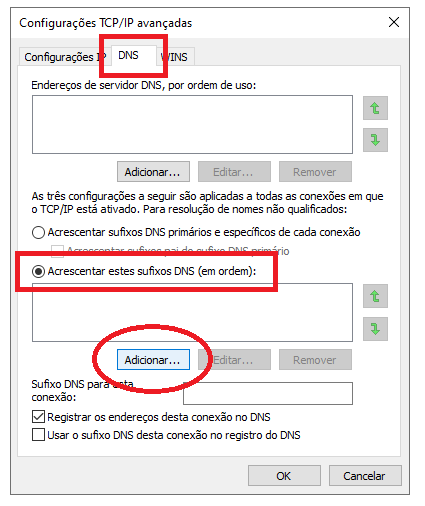 Configurações TCP/IP avançadas
Configurações IP DNS WINS
Endereços de servidor DNS, por ordem de uso:
Adicionar... Editar... Remover
As três configurações a seguir são aplicadas a todas as conexões em que
o TCP/IP está ativado. Para resolução de nomes não qualificados:
Acrescentar sufixos DNS primários e específicos de cada conexão
Acrescentar sufixos pai do sufixo DNS primário
Acrescentar estes sufixos DNS (em ordem):
Adicionar... Editar... Remover
Sufixo DNS para esta
conexão:
Registrar os endereços desta conexão no DNS
Usar o sufixo DNS desta conexão no registro do DNS
OK Cancelar